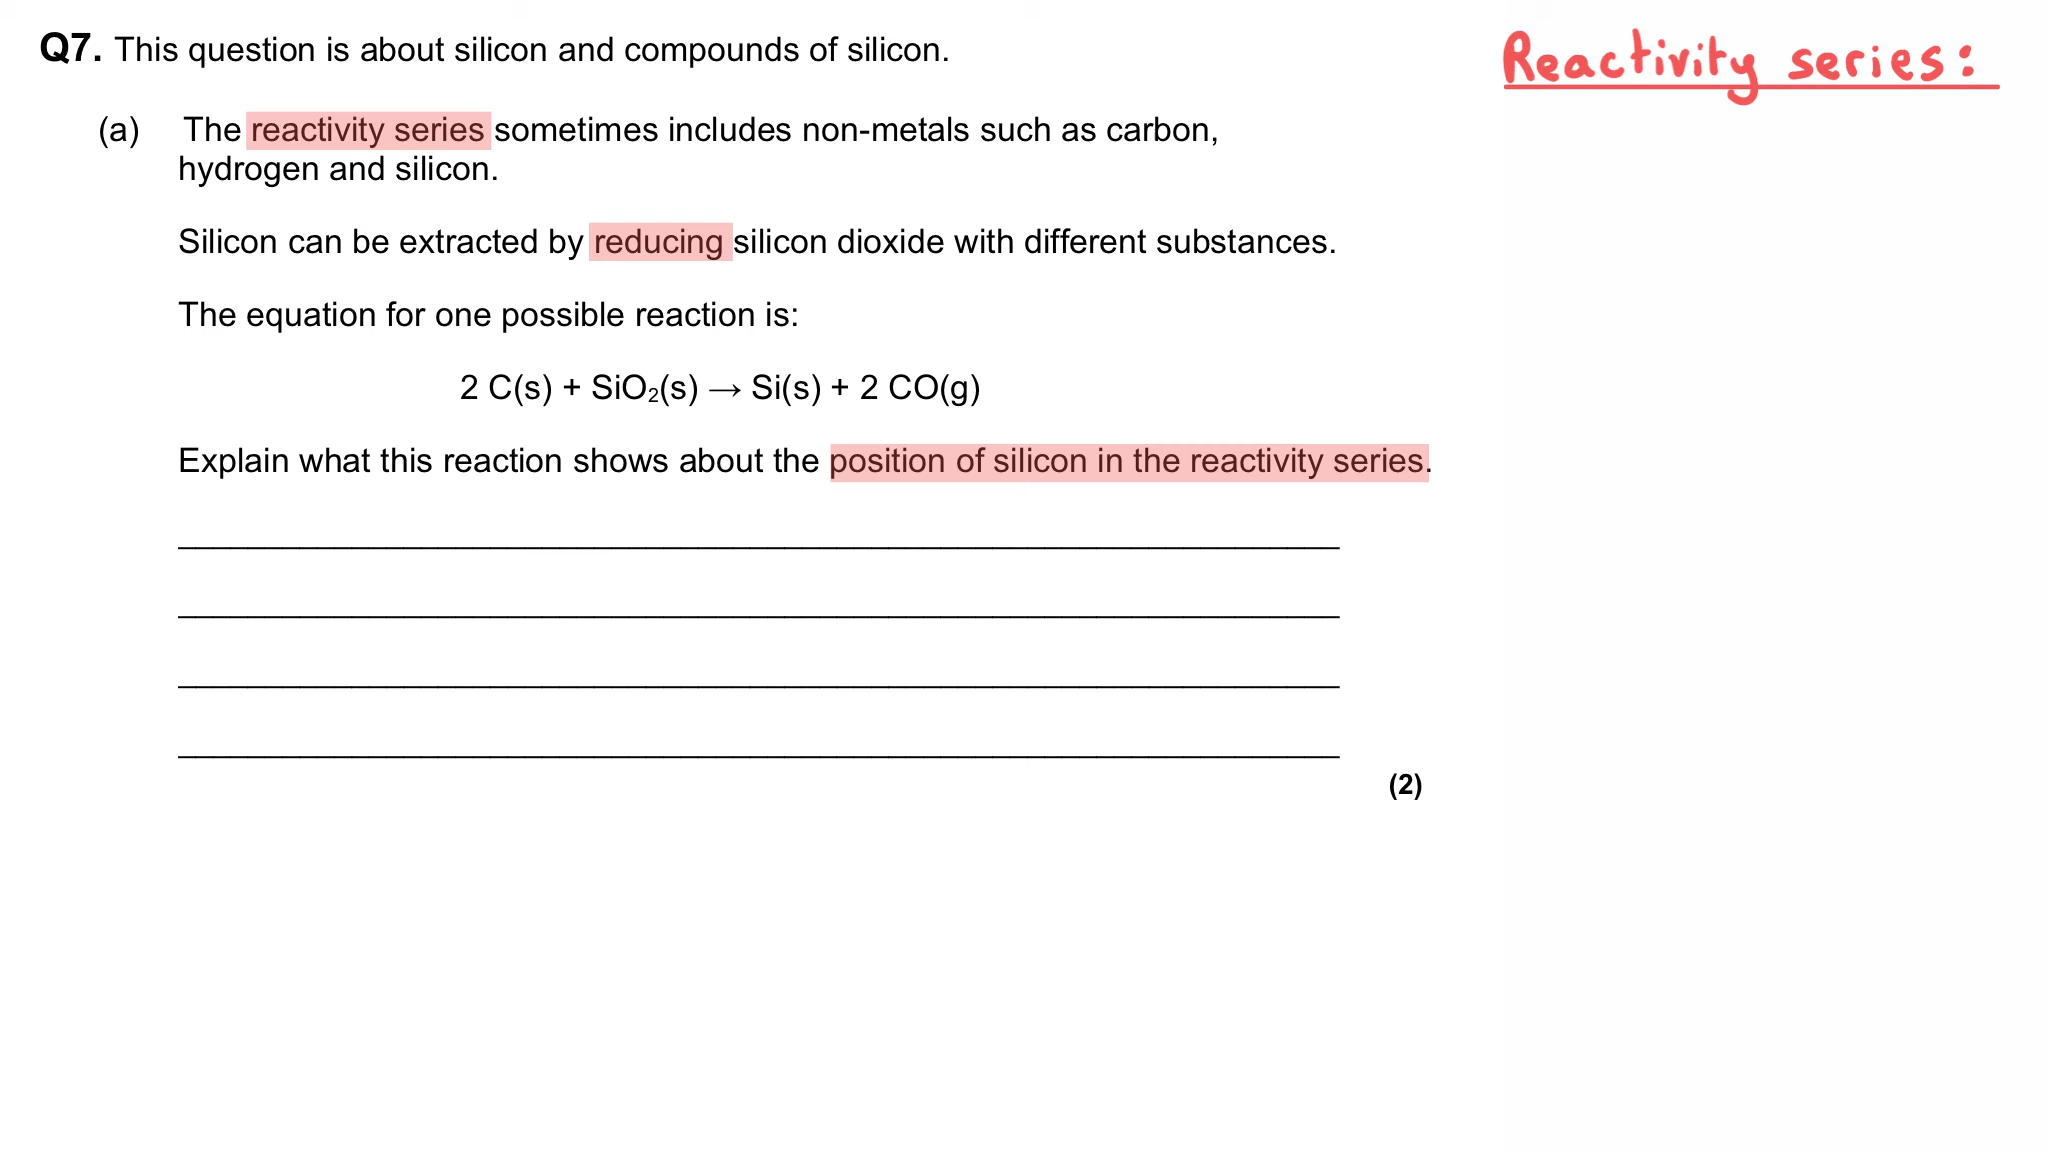 Q7. This question is about silicon and compounds of silicon.
Reactivity series:
(a) The reactivity series sometimes includes non-metals such as carbon,
hydrogen and silicon.
Silicon can be extracted by reducing silicon dioxide with different substances.
The equation for one possible reaction is:
2 C(s) + SiO₂(s) → Si(s) + 2 CO(g)
Explain what this reaction shows about the position of silicon in the reactivity series.
(2)